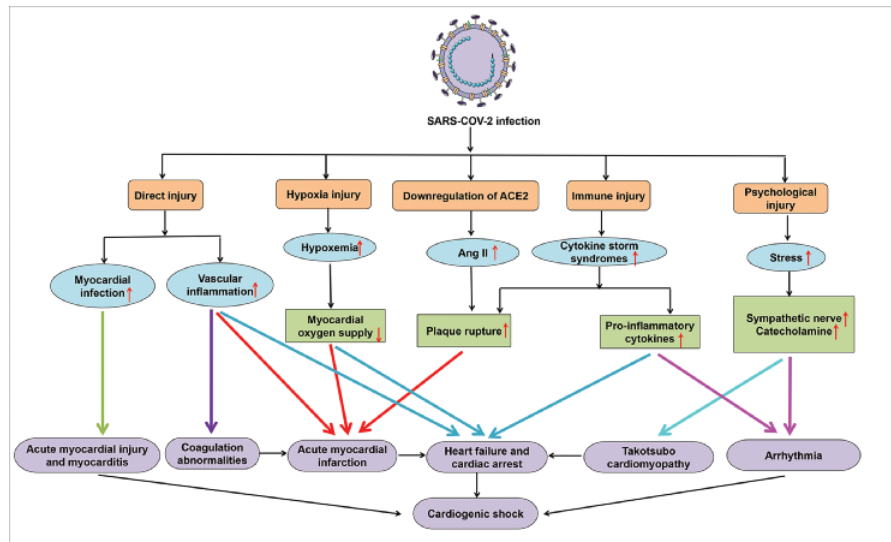 SARS-COV-2 infection
Direct injury
Hypoxia injury
Downregulation of ACE2
Immune injury
Psychological
injury
Hypoxemia↑
Ang II ↑
Cytokine storm
syndromes ↑
Stress ↑
Myocardial
infection↑
Vascular
inflammation↑
Myocardial
oxygen supply↓
Plaque rupture↑
Pro-inflammatory
cytokines ↑
Sympathetic nerve↑
Catecholamine↑
Acute myocardial injury
and myocarditis
Coagulation
abnormalities
Acute myocardial
infarction
Heart failure and
cardiac arrest
Takotsubo
cardiomyopathy
Arrhythmia
Cardiogenic shock